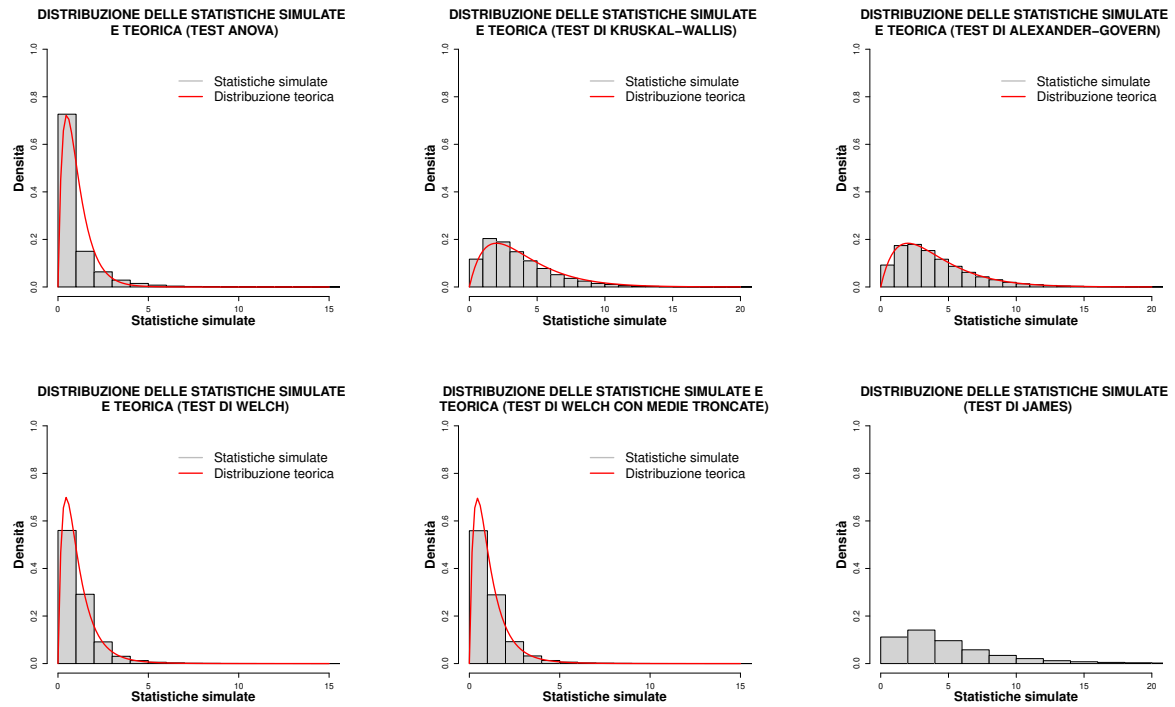 DISTRIBUZIONE DELLE STATISTICHE SIMULATE
E TEORICA (TEST ANOVA)
1.0
0.8
0.6
0.4
0.2
0.0
Densità
Statistiche simulate
Distribuzione teorica
0
5
10
15
Statistiche simulate
DISTRIBUZIONE DELLE STATISTICHE SIMULATE
E TEORICA (TEST DI KRUSKAL−WALLIS)
1.0
0.8
0.6
0.4
0.2
0.0
Densità
Statistiche simulate
Distribuzione teorica
0
5
10
15
20
Statistiche simulate
DISTRIBUZIONE DELLE STATISTICHE SIMULATE
E TEORICA (TEST DI ALEXANDER−GOVERN)
1.0
0.8
0.6
0.4
0.2
0.0
Densità
Statistiche simulate
Distribuzione teorica
0
5
10
15
20
Statistiche simulate
DISTRIBUZIONE DELLE STATISTICHE SIMULATE
E TEORICA (TEST DI WELCH)
1.0
0.8
0.6
0.4
0.2
0.0
Densità
Statistiche simulate
Distribuzione teorica
0
5
10
15
Statistiche simulate
DISTRIBUZIONE DELLE STATISTICHE SIMULATE E
TEORICA (TEST DI WELCH CON MEDIE TRONCATE)
1.0
0.8
0.6
0.4
0.2
0.0
Densità
Statistiche simulate
Distribuzione teorica
0
5
10
15
Statistiche simulate
DISTRIBUZIONE DELLE STATISTICHE SIMULATE
(TEST DI JAMES)
1.0
0.8
0.6
0.4
0.2
0.0
Densità
0
5
10
15
20
Statistiche simulate